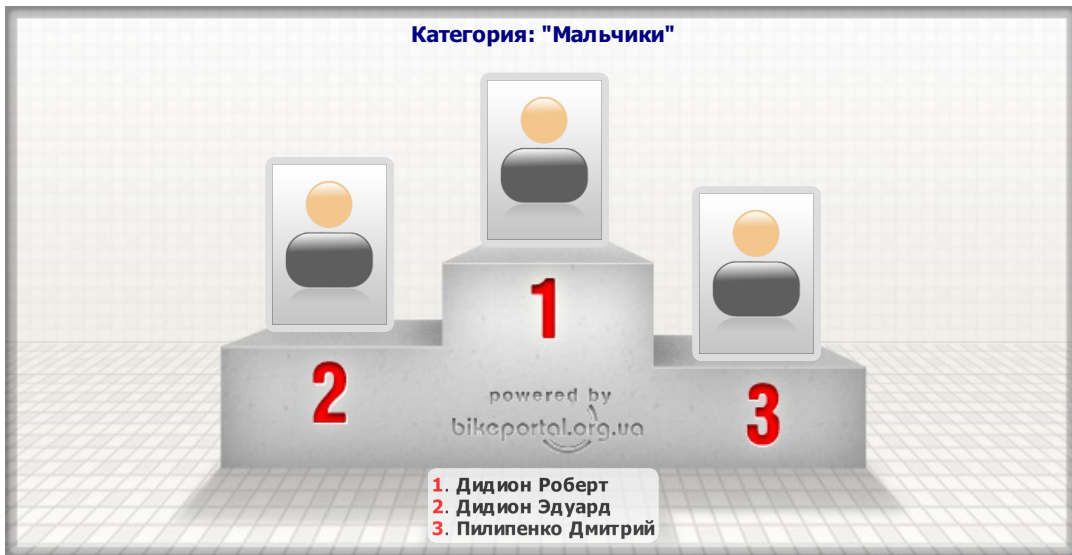 Категория: "Мальчики"
1
2
3
powered by
bikeportal.org.ua
1. Дидион Роберт
2. Дидион Эдуард
3. Пилипенко Дмитрий